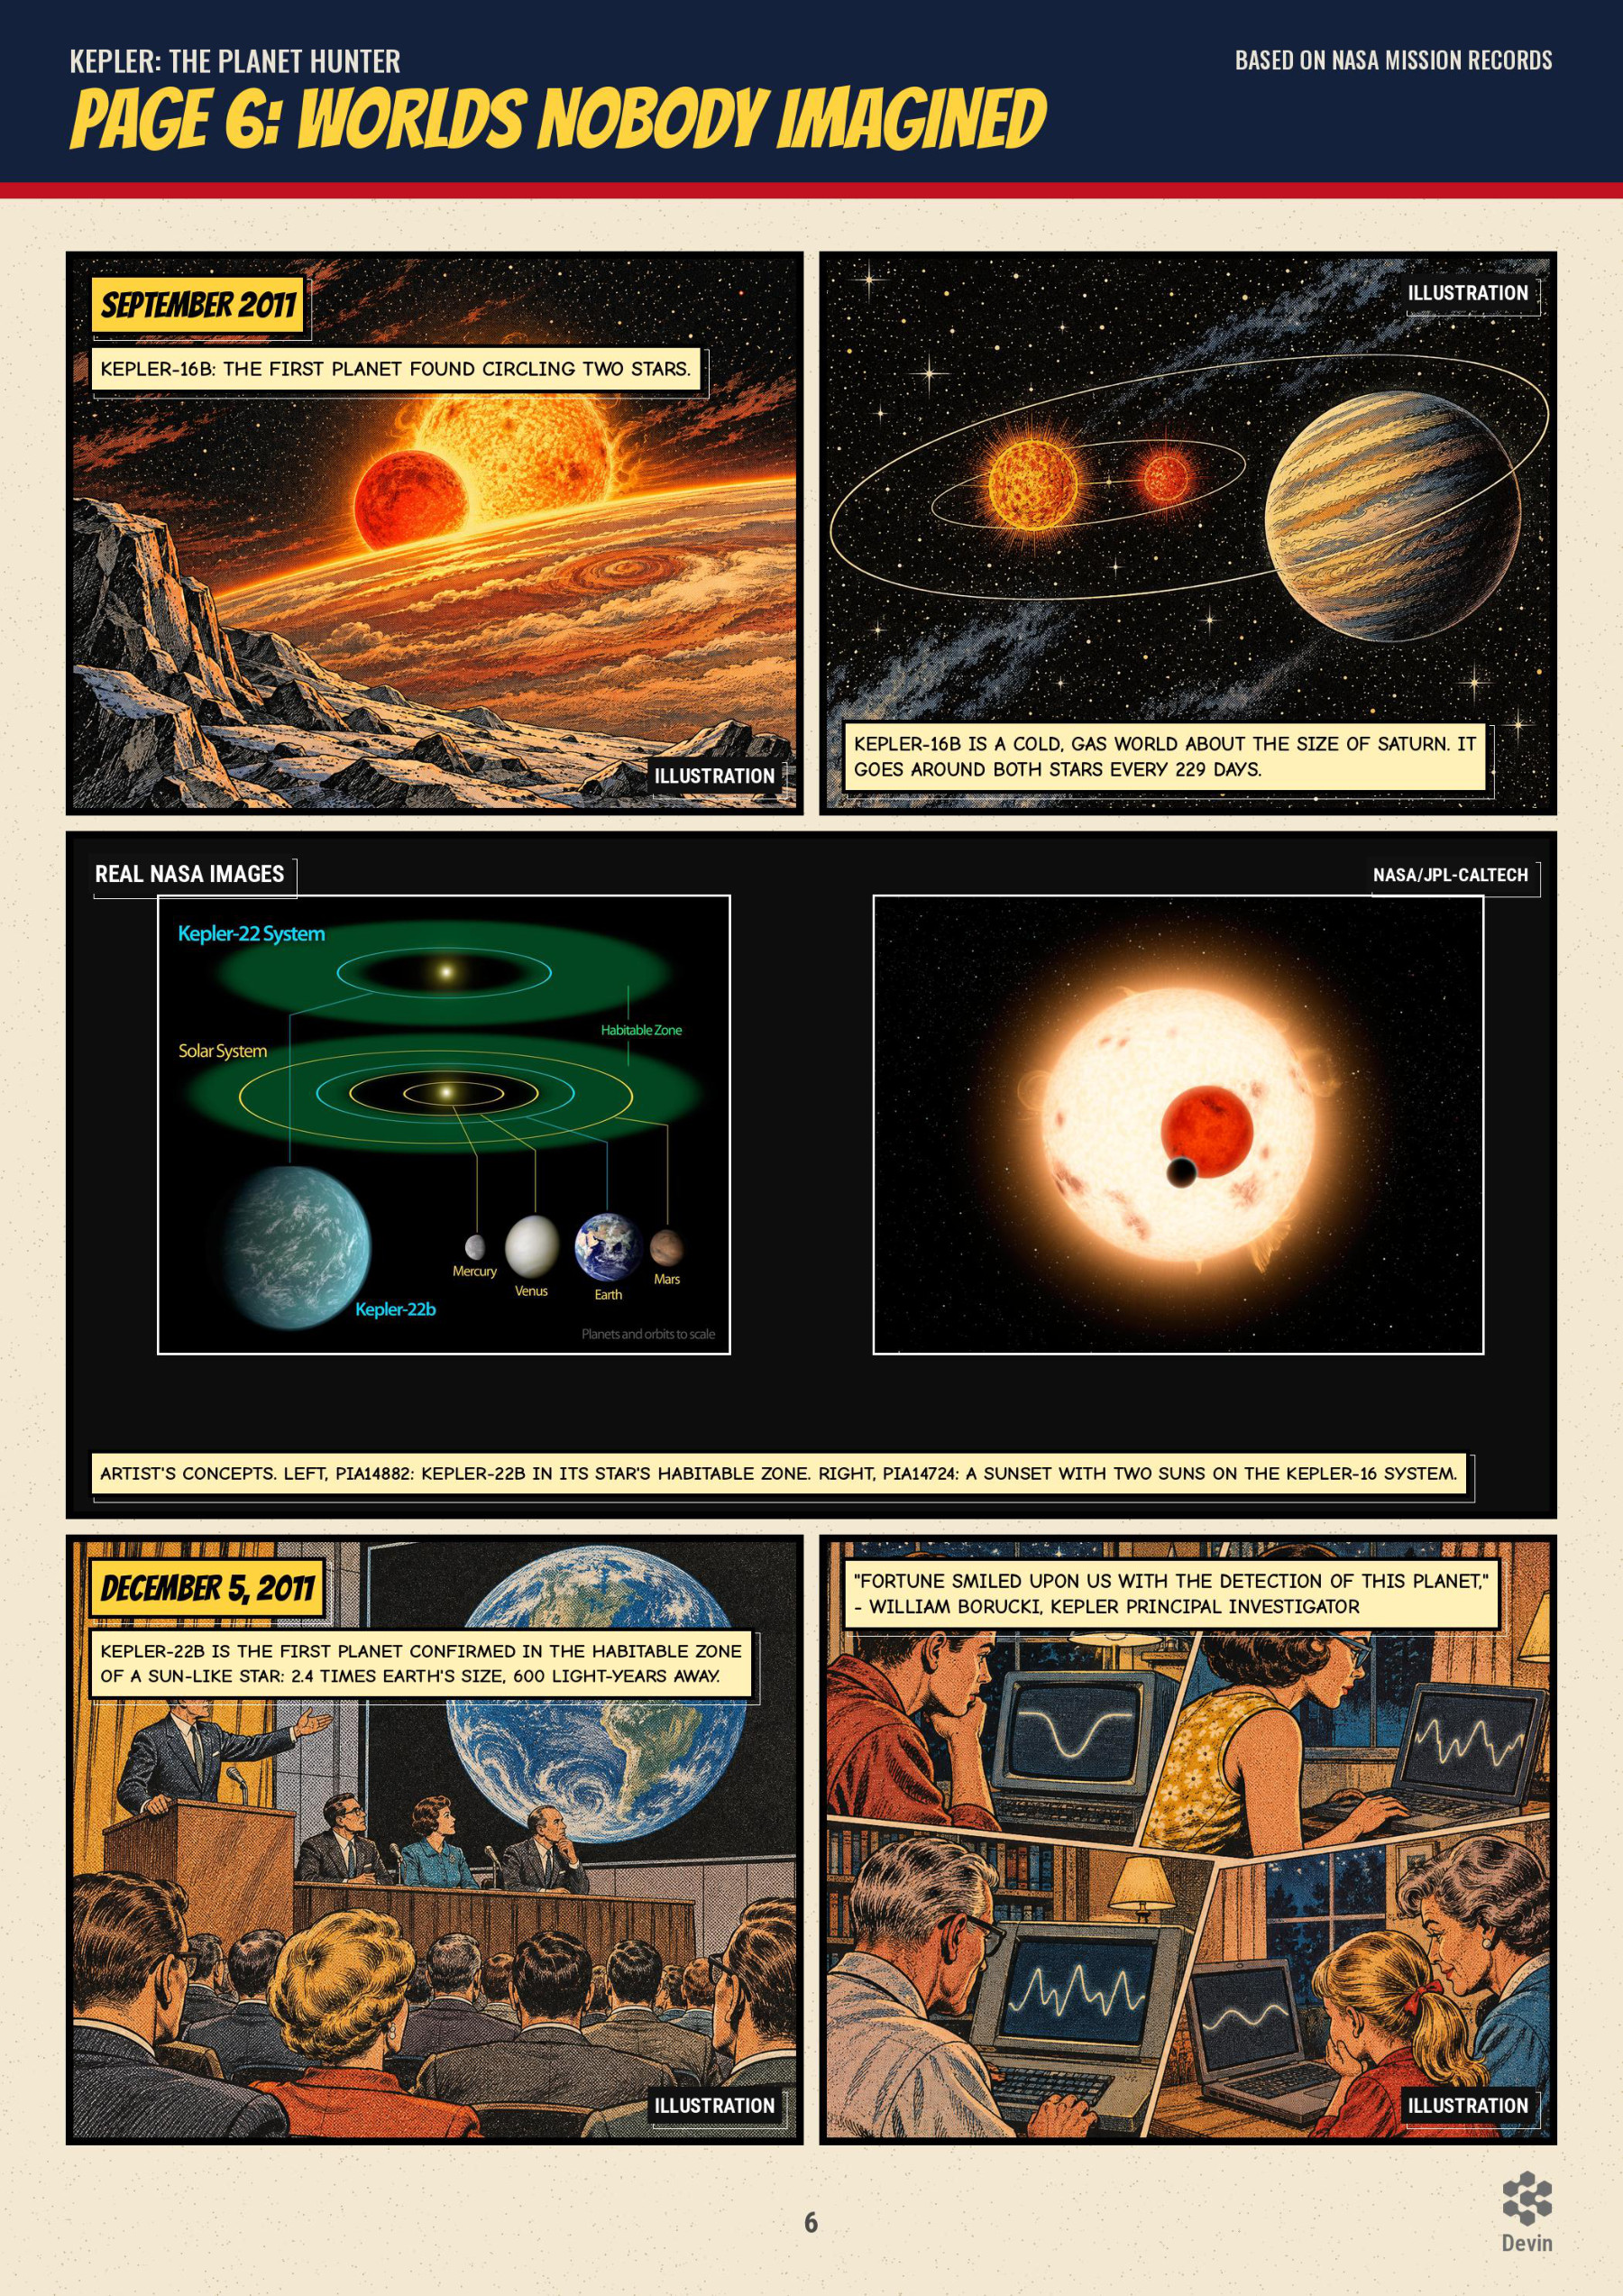 KEPLER: THE PLANET HUNTER
BASED ON NASA MISSION RECORDS
PAGE 6: WORLDS NOBODY IMAGINED
SEPTEMBER 2011
KEPLER-16B: THE FIRST PLANET FOUND CIRCLING TWO STARS.
ILLUSTRATION
ILLUSTRATION
KEPLER-16B IS A COLD, GAS WORLD ABOUT THE SIZE OF SATURN. IT
GOES AROUND BOTH STARS EVERY 229 DAYS.
REAL NASA IMAGES
NASA/JPL-CALTECH
Kepler-22 System
Habitable Zone
Solar System
Mercury
Venus
Earth
Mars
Kepler-22b
Planets and orbits to scale
ARTIST'S CONCEPTS. LEFT, PIA14882: KEPLER-22B IN ITS STAR'S HABITABLE ZONE. RIGHT, PIA14724: A SUNSET WITH TWO SUNS ON THE KEPLER-16 SYSTEM.
DECEMBER 5, 2011
KEPLER-22B IS THE FIRST PLANET CONFIRMED IN THE HABITABLE ZONE
OF A SUN-LIKE STAR: 2.4 TIMES EARTH'S SIZE, 600 LIGHT-YEARS AWAY.
ILLUSTRATION
"FORTUNE SMILED UPON US WITH THE DETECTION OF THIS PLANET,"
- WILLIAM BORUCKI, KEPLER PRINCIPAL INVESTIGATOR
ILLUSTRATION
6
Devin